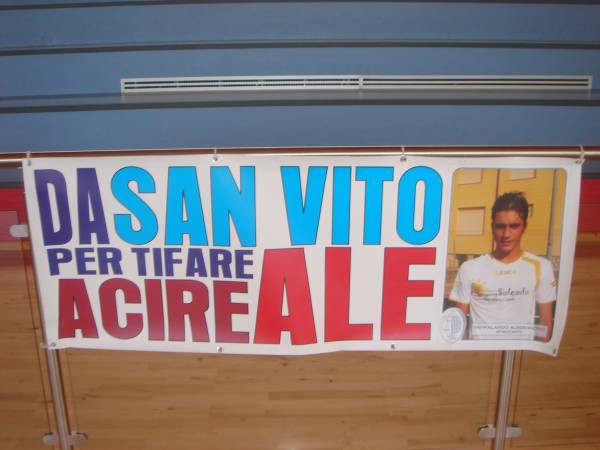 DA SAN VITO
PER TIFARE
ACIREALE